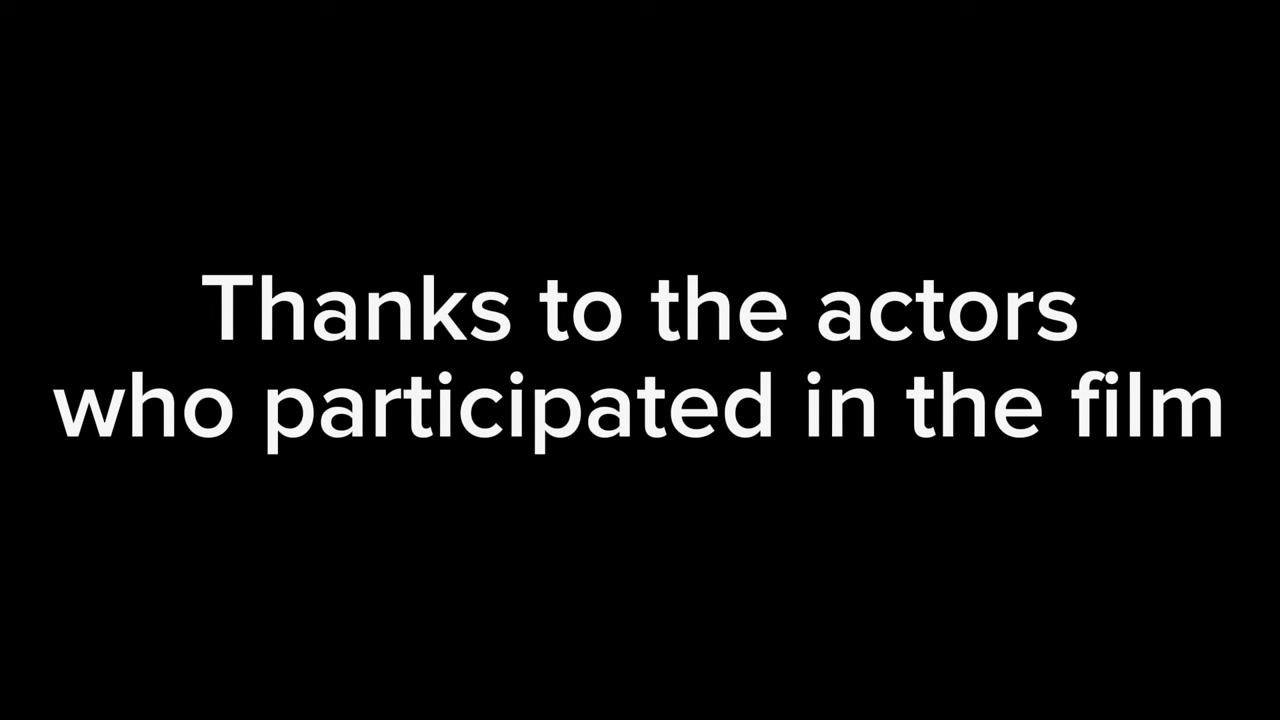 Thanks to the actors
who participated in the film